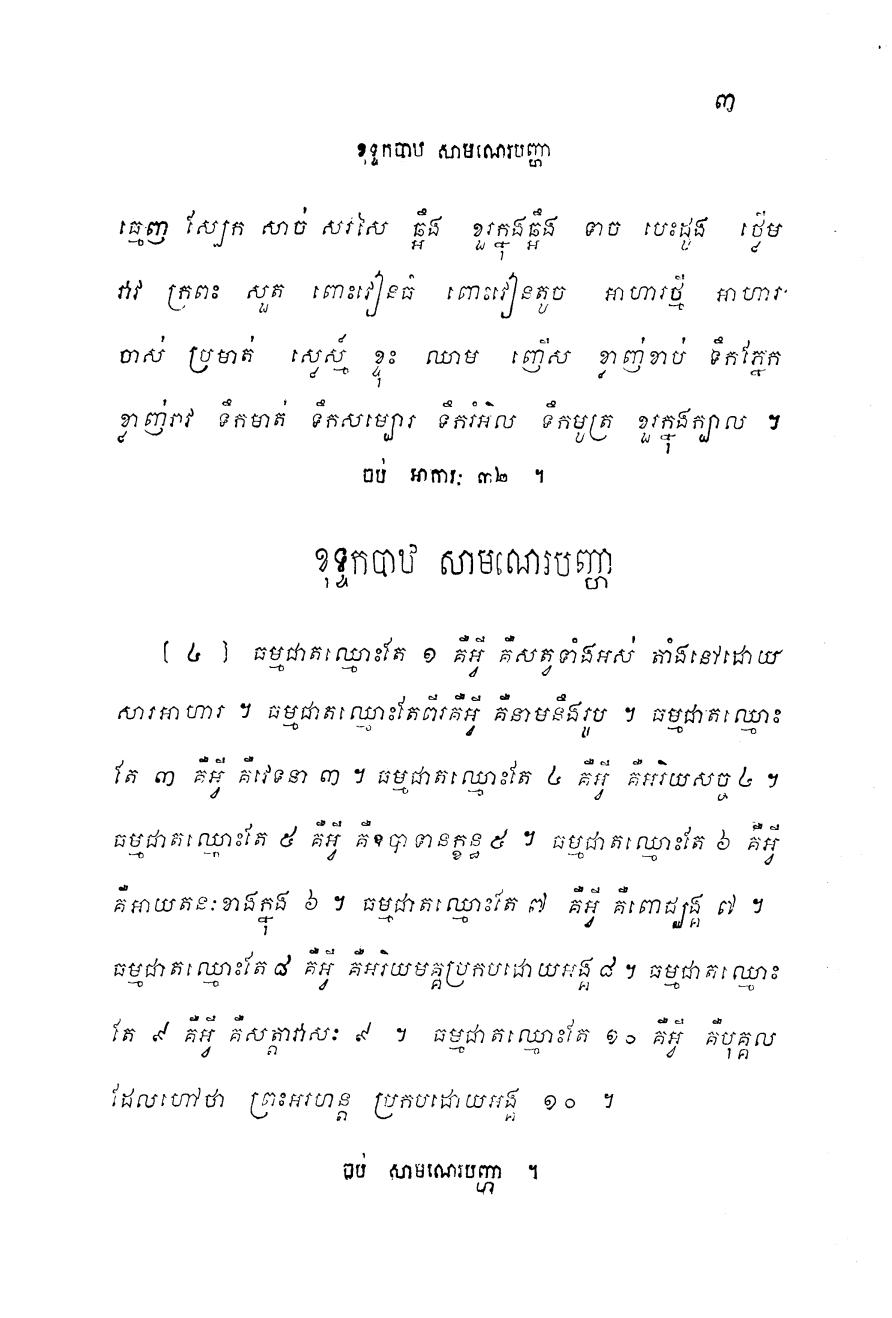 ៣
ខុទ្ទកបាឋ សាមណេរបញ្ហា
ធ្មេញ ស្បែក សាច់ សរសៃ ឆ្អឹង ខួរក្នុងឆ្អឹង ទាច បេះដូង ថ្លើម
វាវ ក្រពះ សួត ពោះវៀនធំ ពោះវៀនតូច អាហារថ្មី អាហារ
ចាស់ ប្រមាត់ ស្លេស្ម៍ ខ្ទុះ ឈាម ញើស ខ្លាញ់ខាប់ ទឹកភ្នែក
ខ្លាញ់រាវ ទឹកមាត់ ទឹកសម្បោរ ទឹករំអិល ទឹកមូត្រ ខួរក្នុងក្បាល ។
ចប់ អាការៈ ៣២ ។
ខុទ្ទកបាឋ សាមណេរបញ្ហា
[ ៤ ] ធម្មជាតឈ្មោះតែ ១ គឺអ្វី គឺសត្វទាំងអស់ តាំងនៅដោយ
សារអាហារ ។ ធម្មជាតឈ្មោះតែពីរគឺអ្វី គឺនាមនឹងរូប ។ ធម្មជាតឈ្មោះ
តែ ៣ គឺអ្វី គឺវេទនា ៣ ។ ធម្មជាតឈ្មោះតែ ៤ គឺអ្វី គឺអរិយសច្ច ៤ ។
ធម្មជាតឈ្មោះតែ ៥ គឺអ្វី គឺឧបាទានក្ខន្ធ ៥ ។ ធម្មជាតឈ្មោះតែ ៦ គឺអ្វី
គឺអាយតនៈខាងក្នុង ៦ ។ ធម្មជាតឈ្មោះតែ ៧ គឺអ្វី គឺពោជ្ឈង្គ ៧ ។
ធម្មជាតឈ្មោះតែ ៨ គឺអ្វី គឺអរិយមគ្គប្រកបដោយអង្គ ៨ ។ ធម្មជាតឈ្មោះ
តែ ៩ គឺអ្វី គឺសត្តាវាសៈ ៩ ។ ធម្មជាតឈ្មោះតែ ១០ គឺអ្វី គឺបុគ្គល
ដែលហៅថា ព្រះអរហន្ត ប្រកបដោយអង្គ ១០ ។
ចប់ សាមណេរបញ្ហា ។